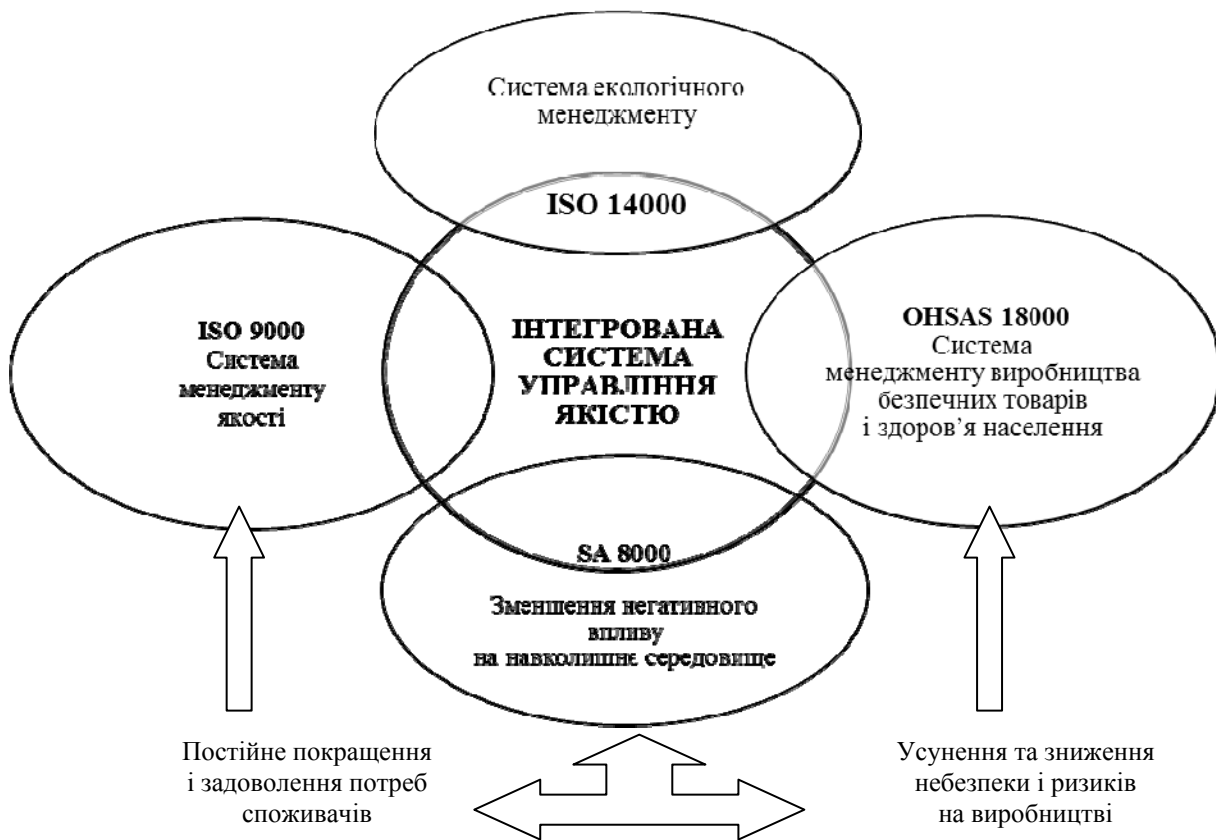 Система екологічного
менеджменту
ISO 14000
ISO 9000
Система
менеджменту
якості
ІНТЕГРОВАНА
СИСТЕМА
УПРАВЛІННЯ
ЯКІСТЮ
OHSAS 18000
Система
менеджменту виробництва
безпечних товарів
і здоров’я населення
SA 8000
Зменшення негативного
впливу
на навколишнє середовище
Постійне покращення
і задоволення потреб
споживачів
Усунення та зниження
небезпеки і ризиків
на виробництві